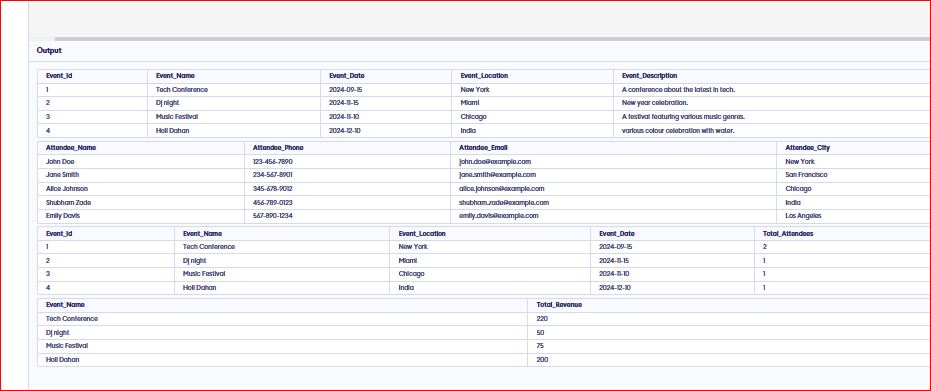 Output
Event_Id Event_Name Event_Date Event_Location Event_Description
1 Tech Conference 2024-09-15 New York A conference about the latest in tech.
2 Dj night 2024-11-15 Miami New year celebration.
3 Music Festival 2024-11-10 Chicago A festival featuring various music genres.
4 Holi Dahan 2024-12-10 India various colour celebration with water.
Attendee_Name Attendee_Phone Attendee_Email Attendee_City
John Doe 123-456-7890 john.doe@example.com New York
Jane Smith 234-567-8901 jane.smith@example.com San Francisco
Alice Johnson 345-678-9012 alice.johnson@example.com Chicago
Shubham Zade 456-789-0123 shubham.zade@example.com India
Emily Davis 567-890-1234 emily.davis@example.com Los Angeles
Event_Id Event_Name Event_Location Event_Date Total_Attendees
1 Tech Conference New York 2024-09-15 2
2 Dj night Miami 2024-11-15 1
3 Music Festival Chicago 2024-11-10 1
4 Holi Dahan India 2024-12-10 1
Event_Name Total_Revenue
Tech Conference 220
Dj night 50
Music Festival 75
Holi Dahan 200